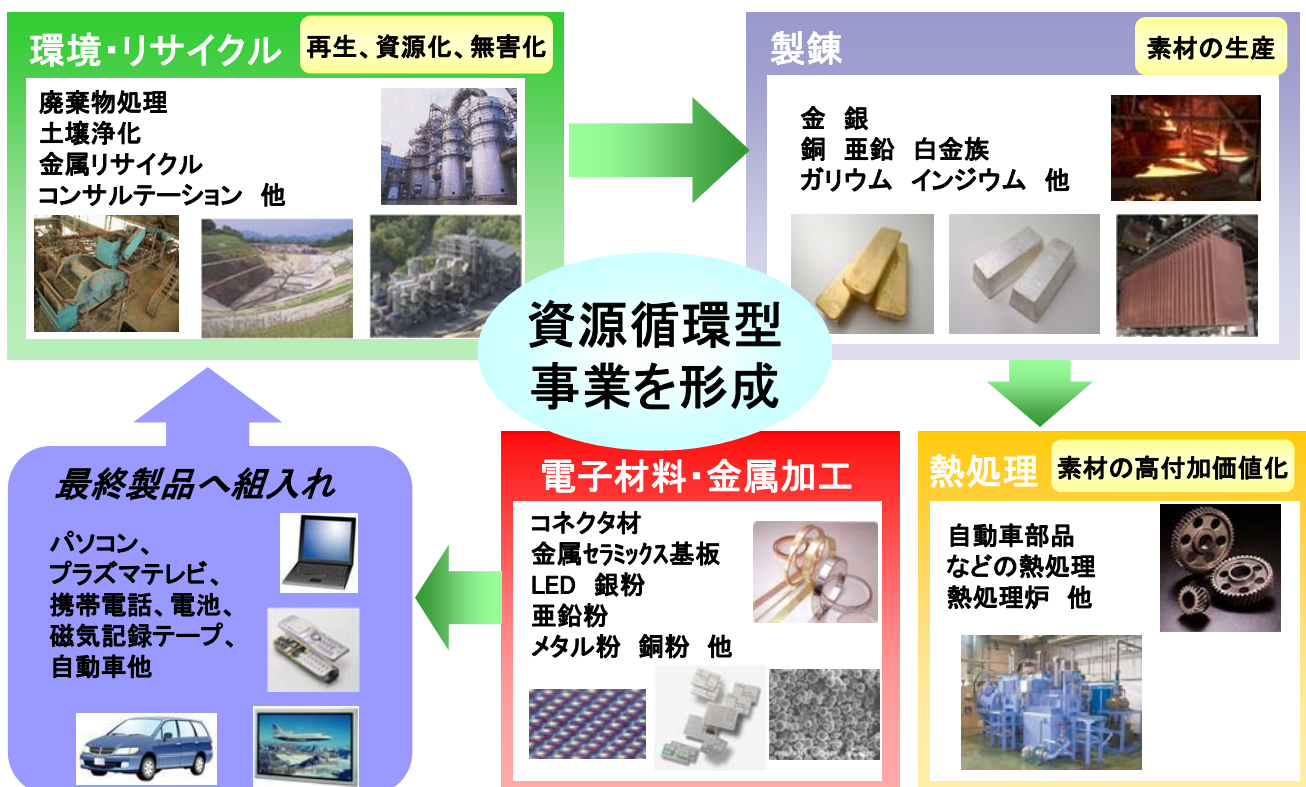 環境・リサイクル
再生、資源化、無害化
廃棄物処理
土壌浄化
金属リサイクル
コンサルテーション　他
製錬
素材の生産
金　銀
銅　亜鉛　白金族
ガリウム　インジウム　他
資源循環型
事業を形成
最終製品へ組入れ
パソコン、
プラズマテレビ、
携帯電話、電池、
磁気記録テープ、
自動車他
電子材料・金属加工
コネクタ材
金属ｾﾗﾐｯｸｽ基板
LED　銀粉
亜鉛粉
メタル粉　銅粉　他
熱処理
素材の高付加価値化
自動車部品
などの熱処理
熱処理炉　他